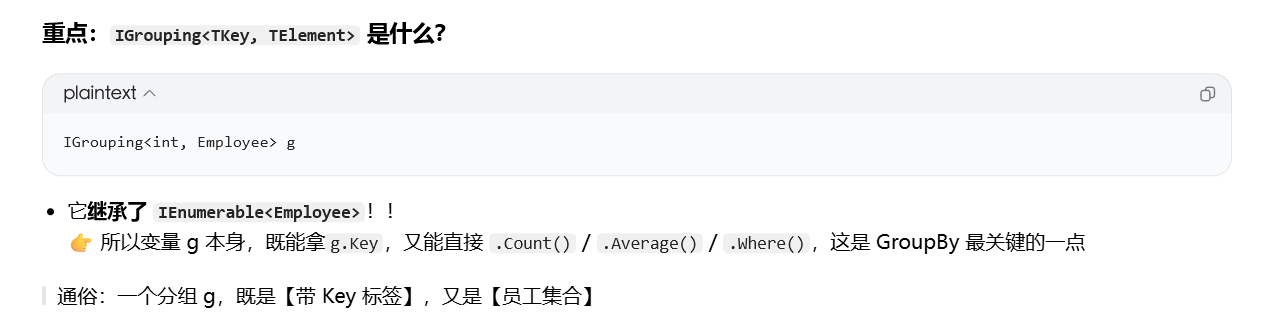 重点：IGrouping<TKey, TElement> 是什么？
plaintext
IGrouping<int, Employee> g
• 它继承了 IEnumerable<Employee>！！
👉 所以变量 g 本身，既能拿 g.Key，又能直接 .Count() / .Average() / .Where()，这是 GroupBy 最关键的一点
通俗：一个分组 g，既是【带 Key 标签】，又是【员工集合】